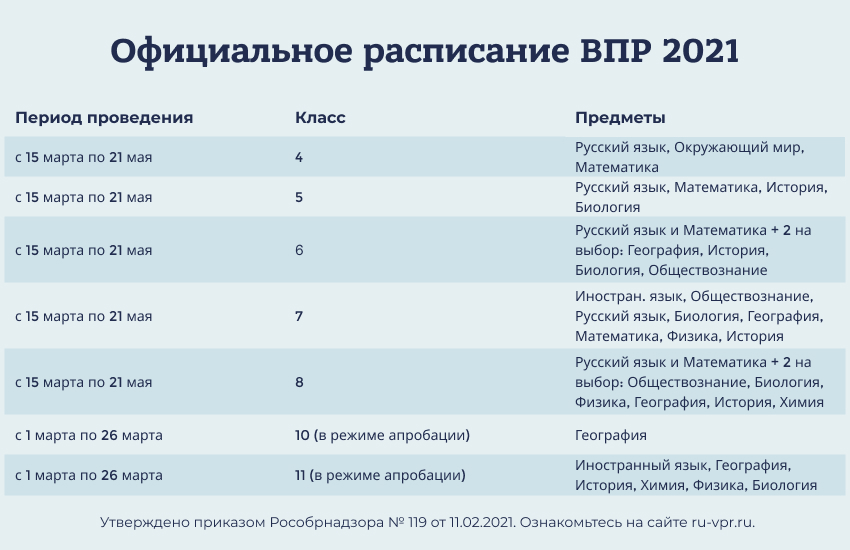 Официальное расписание ВПР 2021
Период проведения Класс Предметы
с 15 марта по 21 мая 4 Русский язык, Окружающий мир,
Математика
с 15 марта по 21 мая 5 Русский язык, Математика, История,
Биология
с 15 марта по 21 мая 6 Русский язык и Математика + 2 на
выбор: География, История,
Биология, Обществознание
с 15 марта по 21 мая 7 Иностран. язык, Обществознание,
Русский язык, Биология, География,
Математика, Физика, История
с 15 марта по 21 мая 8 Русский язык и Математика + 2 на
выбор: Обществознание, Биология,
Физика, География, История, Химия
с 1 марта по 26 марта 10 (в режиме апробации) География
с 1 марта по 26 марта 11 (в режиме апробации) Иностранный язык, География,
История, Химия, Физика, Биология
Утверждено приказом Рособрнадзора № 119 от 11.02.2021. Ознакомьтесь на сайте ru-vpr.ru.